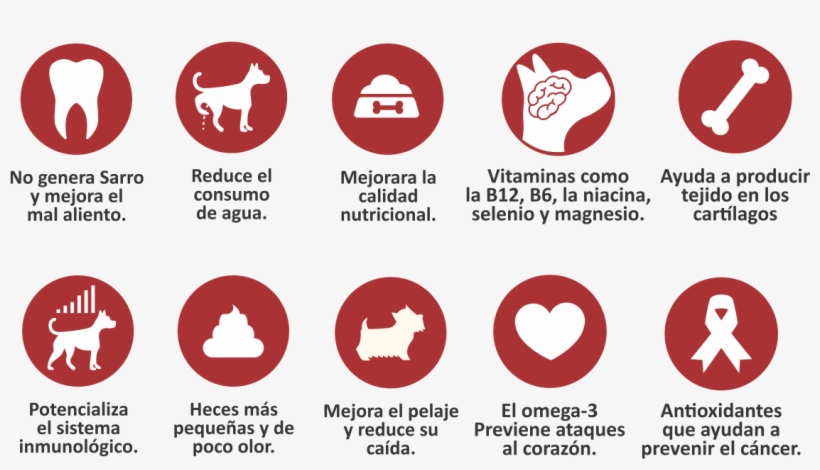 No genera Sarro
y mejora el
mal aliento.
Reduce el
consumo
de agua.
Mejorara la
calidad
nutricional.
Vitaminas como
la B12, B6, la niacina,
selenio y magnesio.
Ayuda a producir
tejido en los
cartílagos
Potencializa
el sistema
inmunológico.
Heces más
pequeñas y de
poco olor.
Mejora el pelaje
y reduce su
caída.
El omega-3
Previene ataques
al corazón.
Antioxidantes
que ayudan a
prevenir el cáncer.